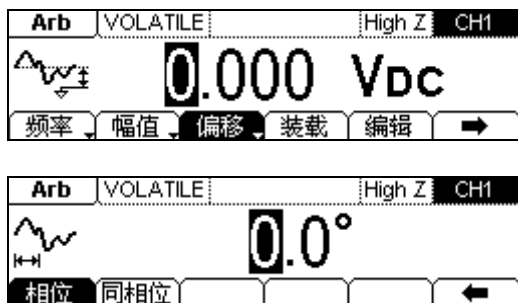 Arb VOLATILE High Z CH1
0.000 VDC
频率 幅值 偏移 装载 编辑
Arb VOLATILE High Z CH1
0.0°
相位 同相位